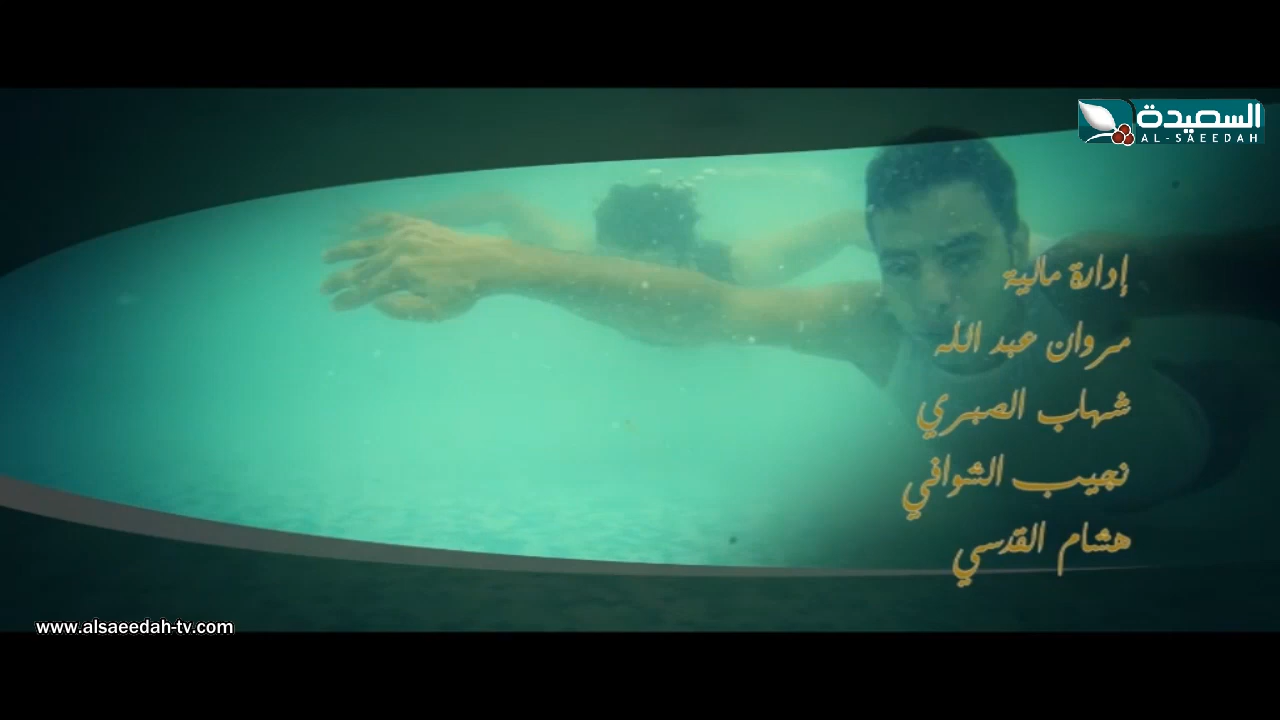 السعيدة
AL-SAEEDAH
إدارة مالية
مروان عبد الله
شهاب الصبري
نجيب الشوافي
هشام القدسي
www.alsaeedah-tv.com